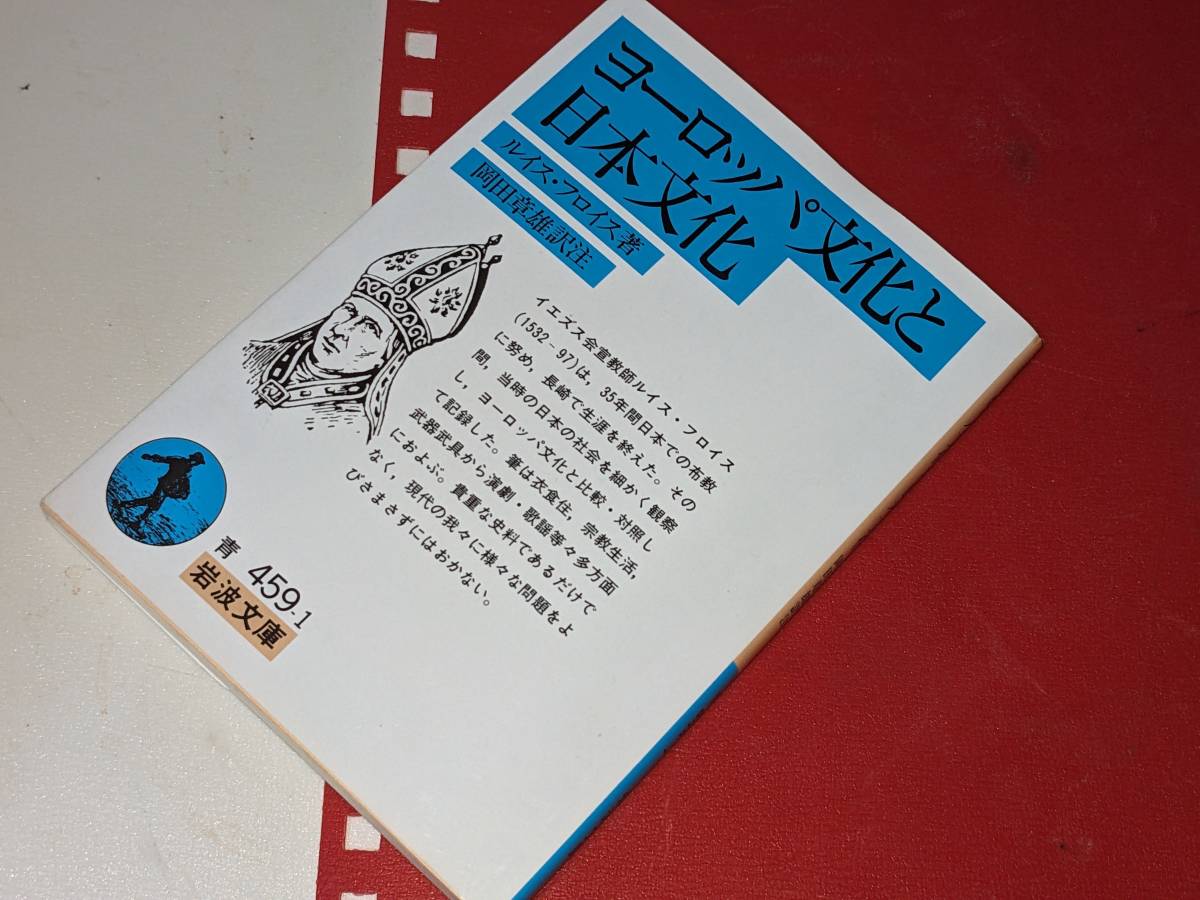 ヨーロッパ文化と
日本文化
ルイス・フロイス著
岡田章雄訳注
イエズス会宣教師ルイス・フロイス
(1532－97)は，35年間日本での布教
に努め，長崎で生涯を終えた。その
間，当時の日本の社会を細かく観察
し，ヨーロッパ文化と比較・対照し
て記録した。筆は衣食住，宗教生活，
武器武具から演劇・歌謡等々多方面
におよぶ。貴重な史料であるだけで
なく，現代の我々に様々な問題をよ
びさまさずにはおかない。
青 459-1
岩波文庫